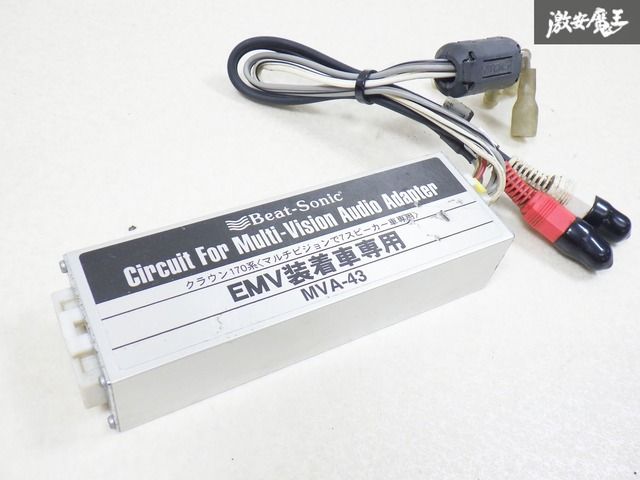 激安魔王
Beat-Sonic
Circuit For Multi-Vision Audio Adapter
クラウン170系〈マルチビジョンで7スピーカー車専用〉
EMV装着車専用
MVA-43